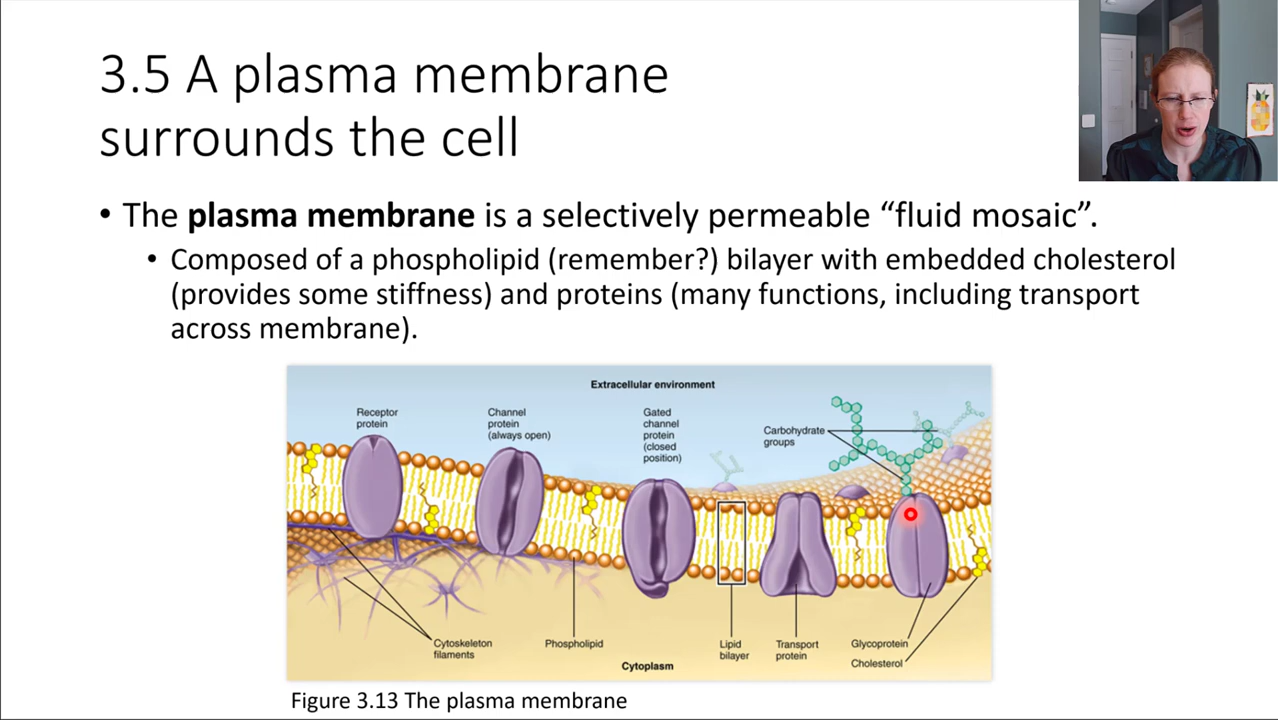 3.5 A plasma membrane
surrounds the cell
• The plasma membrane is a selectively permeable “fluid mosaic”.
• Composed of a phospholipid (remember?) bilayer with embedded cholesterol
(provides some stiffness) and proteins (many functions, including transport
across membrane).
Extracellular environment
Receptor
protein
Channel
protein
(always open)
Gated
channel
protein
(closed
position)
Carbohydrate
groups
Cytoskeleton
filaments
Phospholipid
Lipid
bilayer
Transport
protein
Glycoprotein
Cholesterol
Cytoplasm
Figure 3.13 The plasma membrane